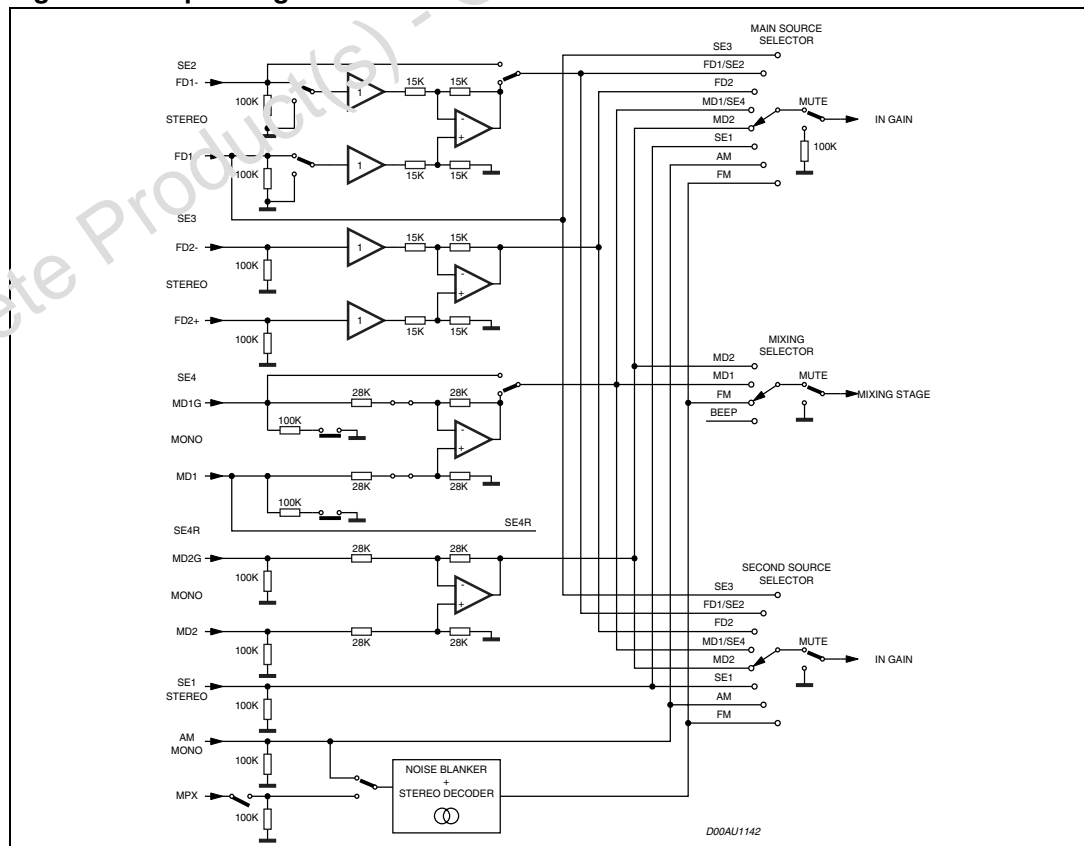 MAIN SOURCE
SELECTOR
SE3
FD1/SE2
FD2
MD1/SE4
MD2
SE1
AM
FM
MUTE
100K
IN GAIN
SE2
FD1-
100K
STEREO
FD1
100K
SE3
1
15K
15K
-
+
1
15K
15K
FD2-
100K
STEREO
FD2+
100K
1
15K
15K
-
+
1
15K
15K
SE4
MD1G
100K
MONO
MD1
100K
SE4R
SE4R
28K
28K
-
+
28K
28K
MIXING
SELECTOR
MD2
MD1
FM
BEEP
MUTE
MIXING STAGE
MD2G
100K
MONO
MD2
100K
28K
28K
-
+
28K
28K
SE1
STEREO
100K
AM
MONO
100K
MPX
100K
NOISE BLANKER
+
STEREO DECODER
SECOND SOURCE
SELECTOR
SE3
FD1/SE2
FD2
MD1/SE4
MD2
SE1
AM
FM
MUTE
IN GAIN
D00AU1142
ete Product(s) -